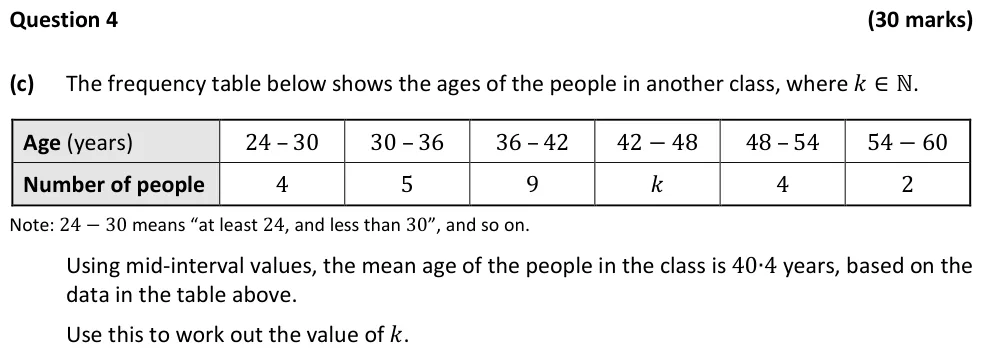 Question 4 (30 marks)
(c) The frequency table below shows the ages of the people in another class, where k ∈ ℕ.
Age (years) 24 – 30 30 – 36 36 – 42 42 − 48 48 – 54 54 − 60
Number of people 4 5 9 k 4 2
Note: 24 − 30 means “at least 24, and less than 30”, and so on.
Using mid-interval values, the mean age of the people in the class is 40·4 years, based on the
data in the table above.
Use this to work out the value of k.